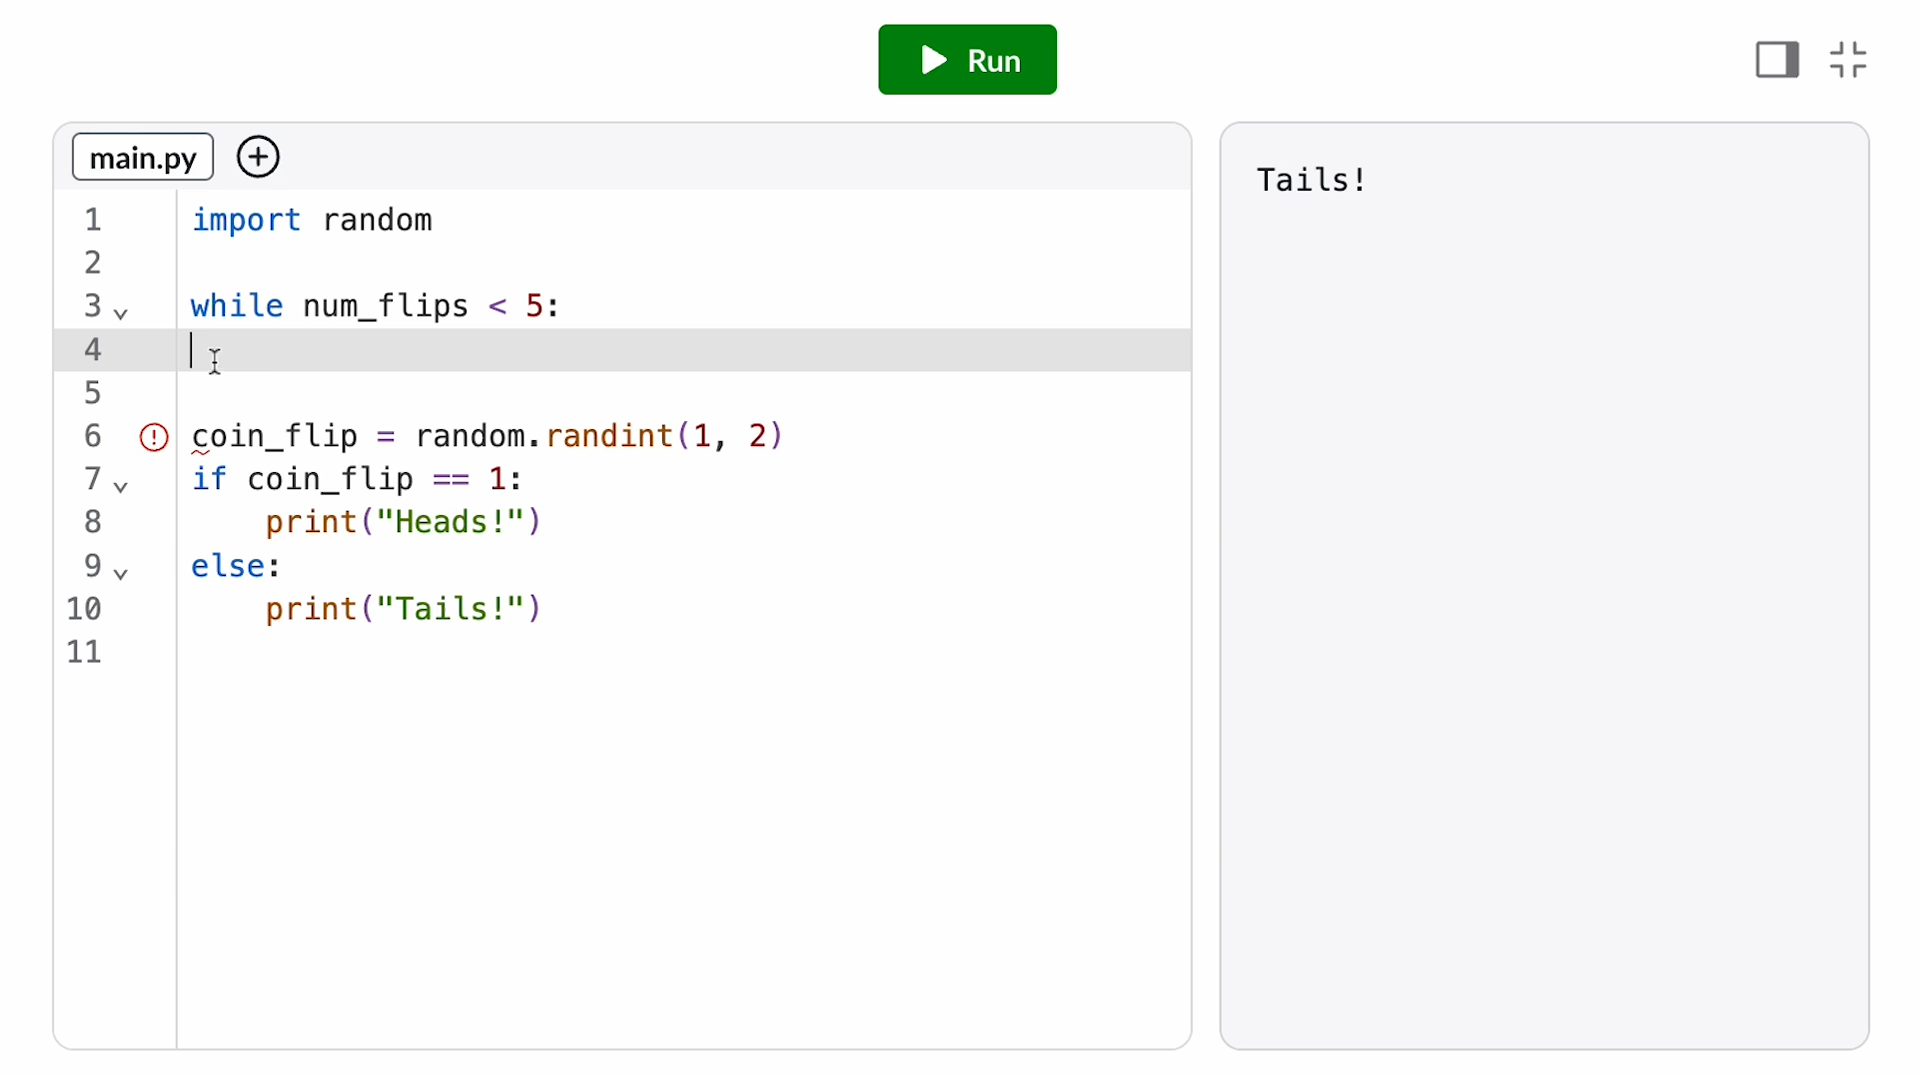 Run
main.py
1 import random
2
3 while num_flips < 5:
4
5
6 coin_flip = random.randint(1, 2)
7 if coin_flip == 1:
8     print("Heads!")
9 else:
10     print("Tails!")
11
Tails!